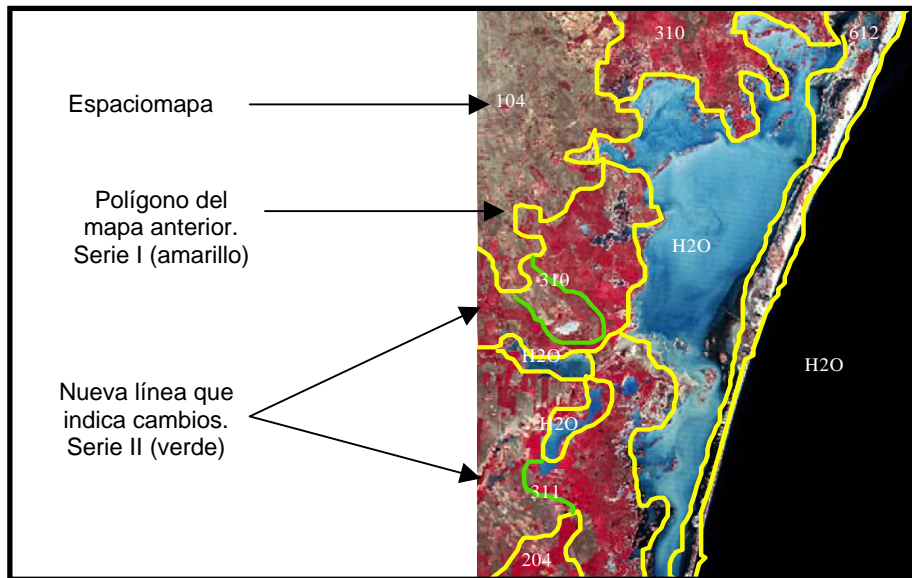 310
612
Espaciomapa
104
Polígono del
mapa anterior.
Serie I (amarillo)
H2O
310
H2O
H2O
Nueva línea que
indica cambios.
Serie II (verde)
H2O
311
204